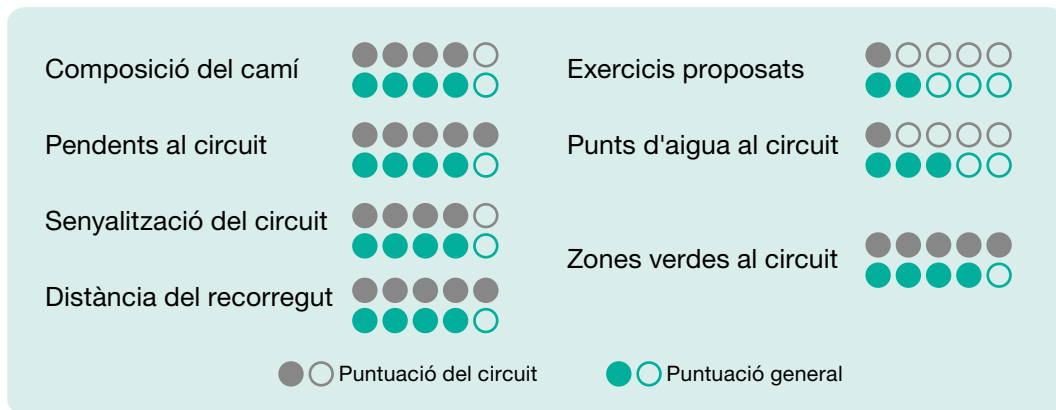 Composició del camí
Pendents al circuit
Senyalització del circuit
Distància del recorregut
Exercicis proposats
Punts d'aigua al circuit
Zones verdes al circuit
Puntuació del circuit
Puntuació general